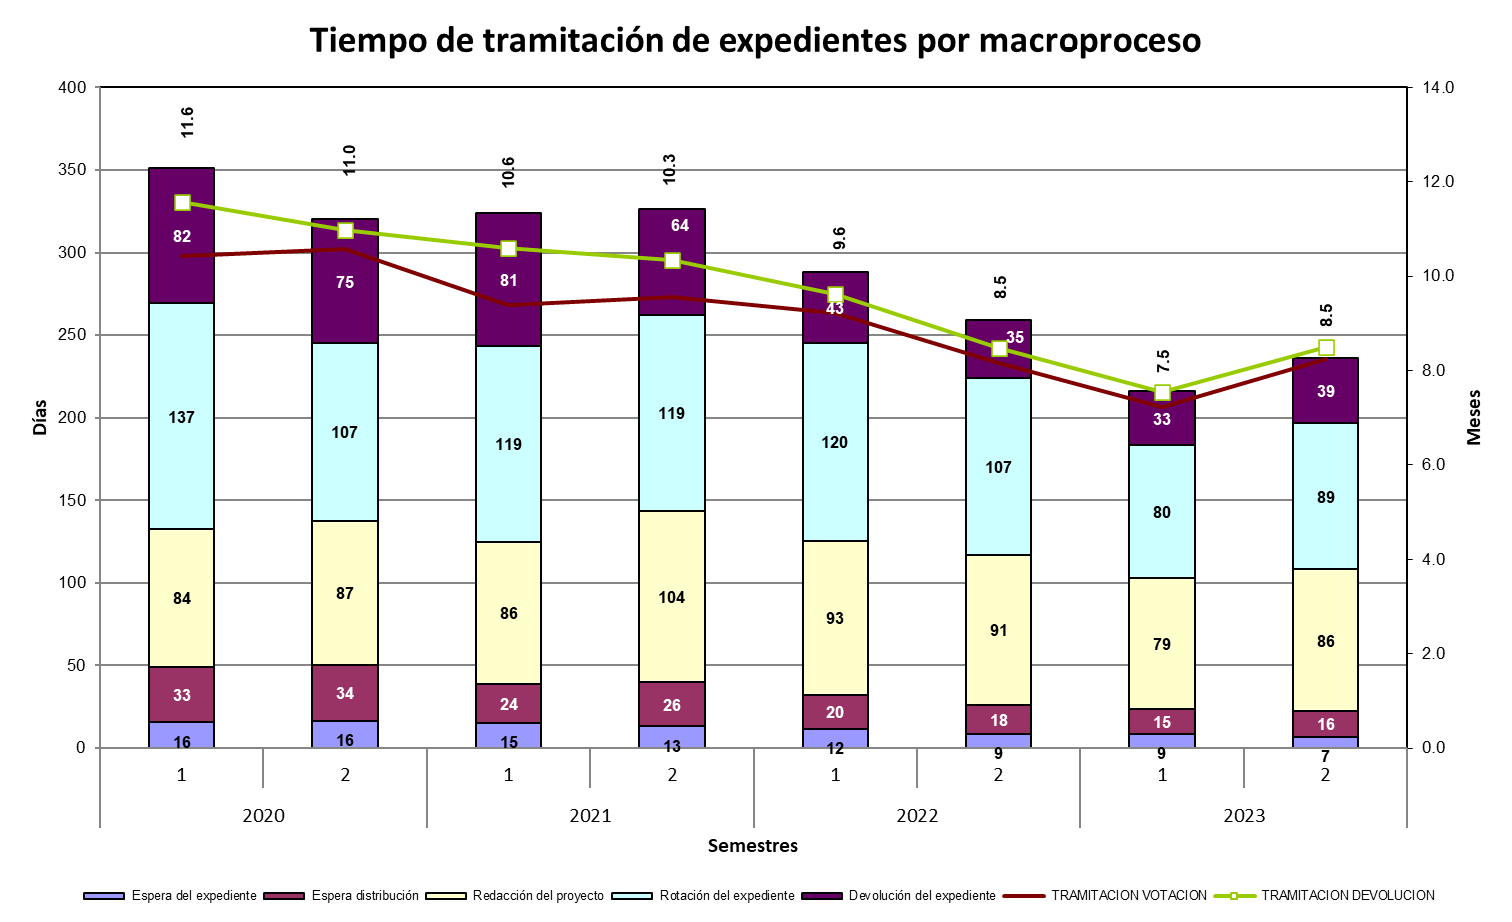 Tiempo de tramitación de expedientes por macroproceso
400 14.0
11.6 11.0 10.6 10.3 9.6 8.5 7.5 8.5
350 12.0
300 10.0
250 8.0
200 6.0
150 4.0
100 2.0
50 0.0
0
Días
Meses
82 75 81 64 43 35 33 39
137 107 119 119 120 107 80 89
84 87 86 104 93 91 79 86
33 34 24 26 20 18 15 16
16 16 15 13 12 9 9 7
1 2 1 2 1 2 1 2
2020 2021 2022 2023
Semestres
Espera del expediente Espera distribución Redacción del proyecto Rotación del expediente Devolución del expediente TRAMITACION VOTACION TRAMITACION DEVOLUCION